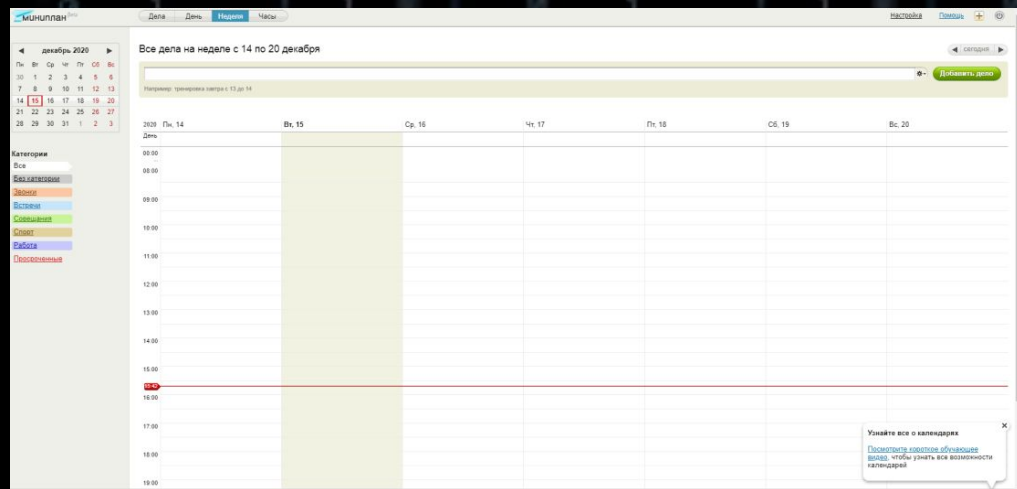 миниплан beta
Дела День Неделя Часы
Настройка Помощь
декабрь 2020
Пн Вт Ср Чт Пт Сб Вс
30 1 2 3 4 5 6
7 8 9 10 11 12 13
14 15 16 17 18 19 20
21 22 23 24 25 26 27
28 29 30 31 1 2 3
Категории
Все
Без категории
Звонки
Встречи
Совещания
Спорт
Работа
Просроченные
Все дела на неделе с 14 по 20 декабря
сегодня
Добавить дело
Например: тренировка завтра с 13 до 14
2020 Пн, 14 Вт, 15 Ср, 16 Чт, 17 Пт, 18 Сб, 19 Вс, 20
День
00:00
08:00
09:00
10:00
11:00
12:00
13:00
14:00
15:00
15:42
16:00
17:00
18:00
19:00
Узнайте все о календарях
Посмотрите короткое обучающее
видео, чтобы узнать все возможности
календарей